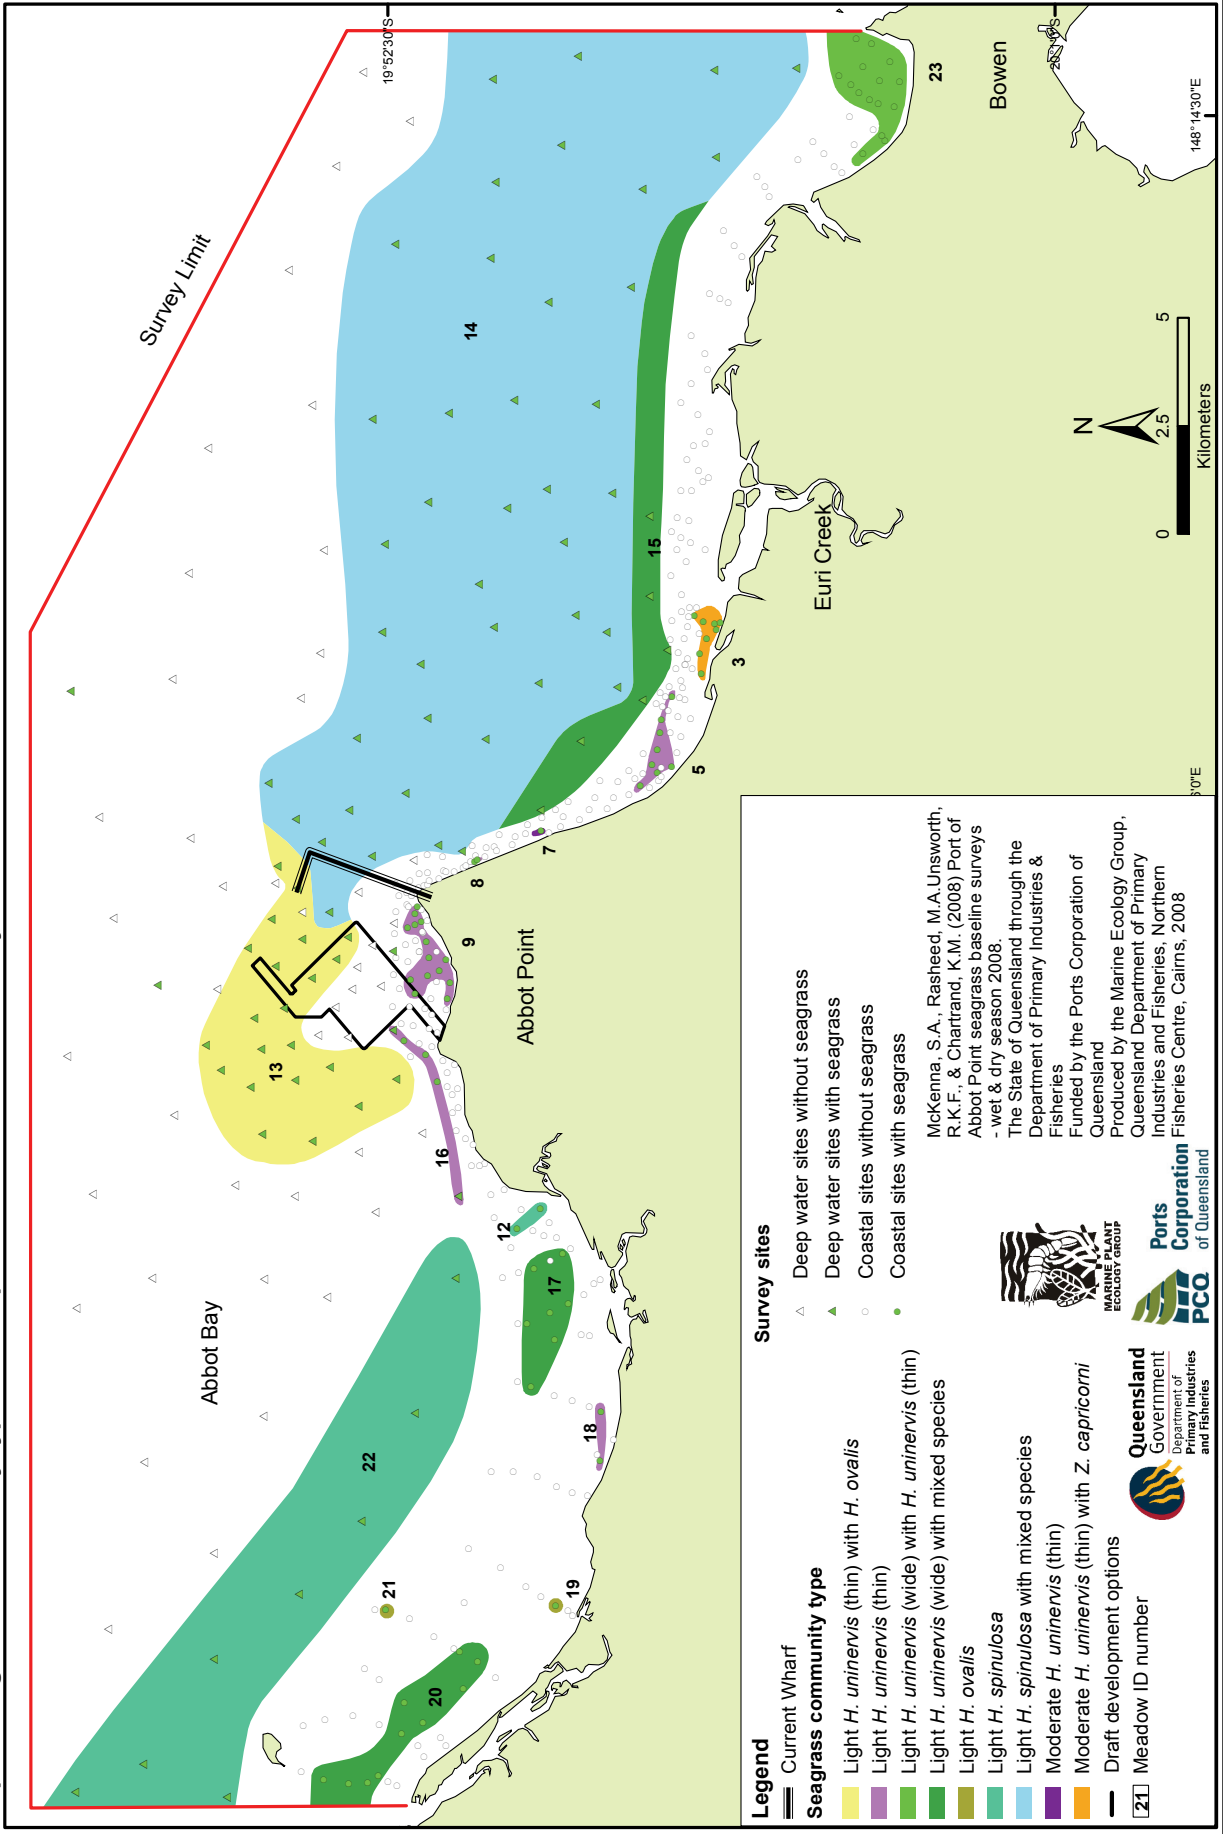 Survey Limit
Abbot Bay
19°52'30"S
20°1'0"S
148°14'30"E
6'0"E
22
21
20
19
18
17
12
16
13
9
8
7
5
3
15
14
23
Abbot Point
Euri Creek
Bowen
N
0
2.5
5
Kilometers
Legend
Current Wharf
Seagrass community type
Light H. uninervis (thin) with H. ovalis
Light H. uninervis (thin)
Light H. uninervis (wide) with H. uninervis (thin)
Light H. uninervis (wide) with mixed species
Light H. ovalis
Light H. spinulosa
Light H. spinulosa with mixed species
Moderate H. uninervis (thin)
Moderate H. uninervis (thin) with Z. capricorni
Draft development options
21 Meadow ID number
Survey sites
Deep water sites without seagrass
Deep water sites with seagrass
Coastal sites without seagrass
Coastal sites with seagrass
McKenna, S.A., Rasheed, M.A.Unsworth,
R.K.F., & Chartrand, K.M. (2008) Port of
Abbot Point seagrass baseline surveys
- wet & dry season 2008.
The State of Queensland through the
Department of Primary Industries &
Fisheries
Funded by the Ports Corporation of
Queensland
Produced by the Marine Ecology Group,
Queensland Department of Primary
Industries and Fisheries, Northern
Fisheries Centre, Cairns, 2008
Queensland
Government
Department of
Primary Industries
and Fisheries
MARINE PLANT
ECOLOGY GROUP
PCQ
Ports
Corporation
of Queensland